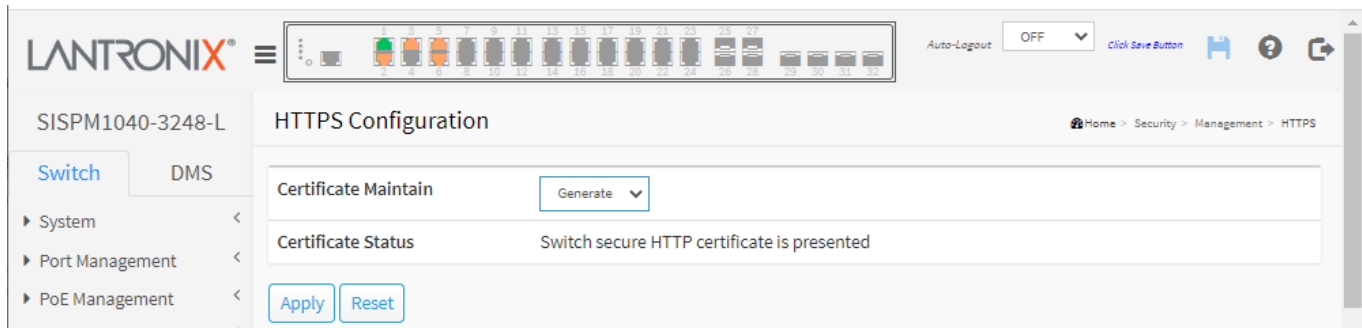 LANTRONIX®
1 3 5 7 9 11 13 15 17 19 21 23 25 27
2 4 6 8 10 12 14 16 18 20 22 24 26 28 29 30 31 32
Auto-Logout OFF Click Save Button
SISPM1040-3248-L
HTTPS Configuration
Home > Security > Management > HTTPS
Switch DMS
Certificate Maintain Generate
System
Certificate Status Switch secure HTTP certificate is presented
Port Management
PoE Management
Apply Reset